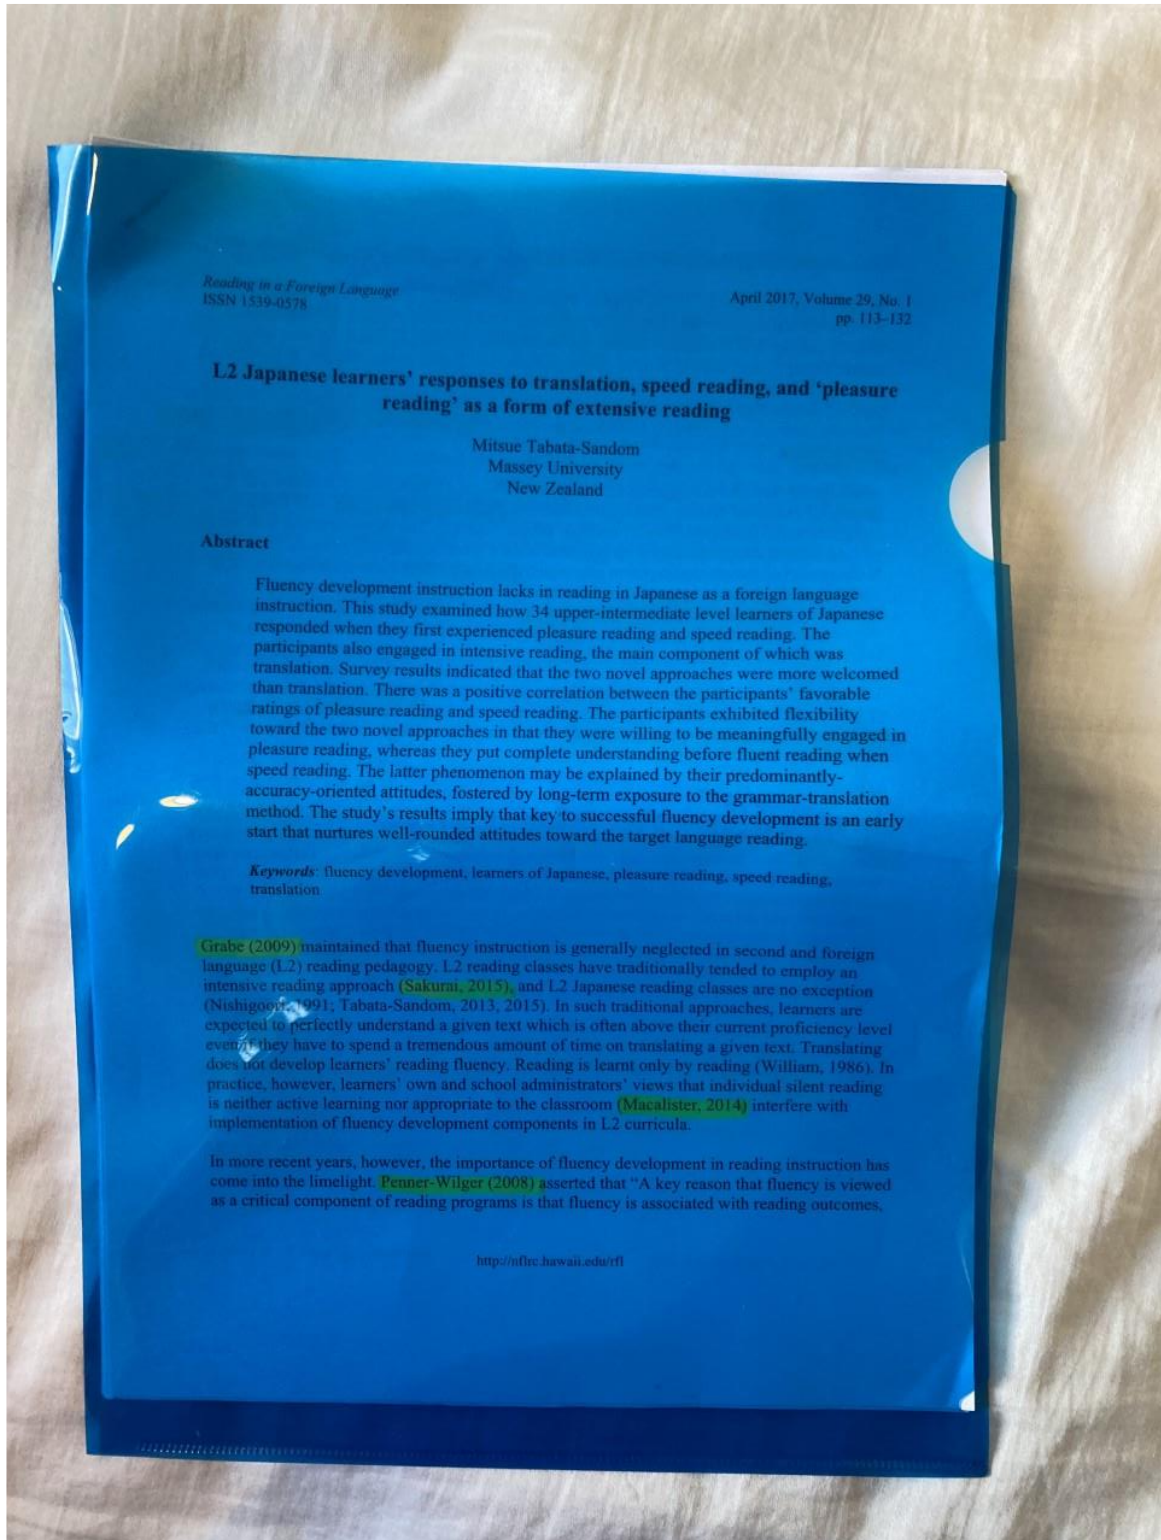 Reading in a Foreign Language
ISSN 1539-0578
April 2017, Volume 29, No. 1
pp. 113–132
L2 Japanese learners’ responses to translation, speed reading, and ‘pleasure
reading’ as a form of extensive reading
Mitsue Tabata-Sandom
Massey University
New Zealand
Abstract
Fluency development instruction lacks in reading in Japanese as a foreign language
instruction. This study examined how 34 upper-intermediate level learners of Japanese
responded when they first experienced pleasure reading and speed reading. The
participants also engaged in intensive reading, the main component of which was
translation. Survey results indicated that the two novel approaches were more welcomed
than translation. There was a positive correlation between the participants’ favorable
ratings of pleasure reading and speed reading. The participants exhibited flexibility
toward the two novel approaches in that they were willing to be meaningfully engaged in
pleasure reading, whereas they put complete understanding before fluent reading when
speed reading. The latter phenomenon may be explained by their predominantly-
accuracy-oriented attitudes, fostered by long-term exposure to the grammar-translation
method. The study’s results imply that key to successful fluency development is an early
start that nurtures well-rounded attitudes toward the target language reading.
Keywords: fluency development, learners of Japanese, pleasure reading, speed reading,
translation
Grabe (2009) maintained that fluency instruction is generally neglected in second and foreign
language (L2) reading pedagogy. L2 reading classes have traditionally tended to employ an
intensive reading approach (Sakurai, 2015), and L2 Japanese reading classes are no exception
(Nishigoori, 1991; Tabata-Sandom, 2013, 2015). In such traditional approaches, learners are
expected to perfectly understand a given text which is often above their current proficiency level
even if they have to spend a tremendous amount of time on translating a given text. Translating
does not develop learners’ reading fluency. Reading is learnt only by reading (William, 1986). In
practice, however, learners’ own and school administrators’ views that individual silent reading
is neither active learning nor appropriate to the classroom (Macalister, 2014) interfere with
implementation of fluency development components in L2 curricula.
In more recent years, however, the importance of fluency development in reading instruction has
come into the limelight. Penner-Wilger (2008) asserted that “A key reason that fluency is viewed
as a critical component of reading programs is that fluency is associated with reading outcomes,
http://nflrc.hawaii.edu/rfl